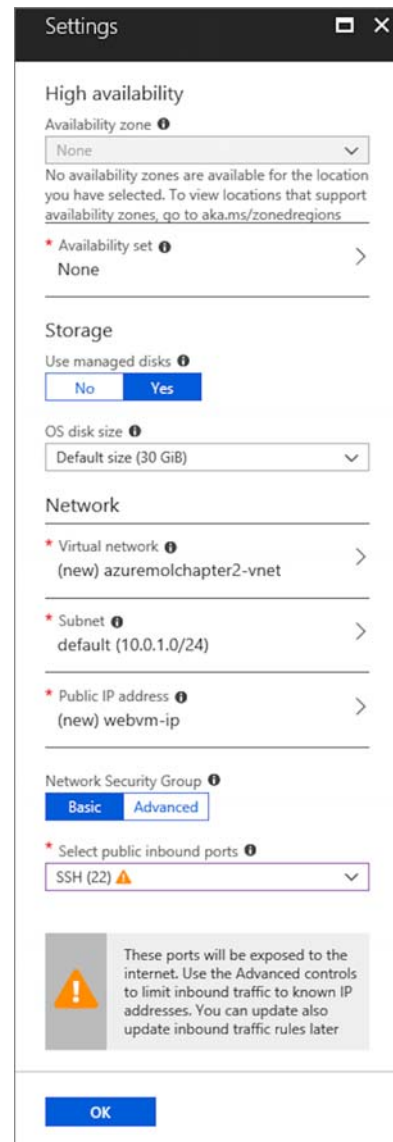 Settings
High availability
Availability zone
None
No availability zones are available for the location
you have selected. To view locations that support
availability zones, go to aka.ms/zonedregions
* Availability set
None
Storage
Use managed disks
No Yes
OS disk size
Default size (30 GiB)
Network
* Virtual network
(new) azuremolchapter2-vnet
* Subnet
default (10.0.1.0/24)
* Public IP address
(new) webvm-ip
Network Security Group
Basic Advanced
* Select public inbound ports
SSH (22)
These ports will be exposed to the
internet. Use the Advanced controls
to limit inbound traffic to known IP
addresses. You can update also
update inbound traffic rules later
OK